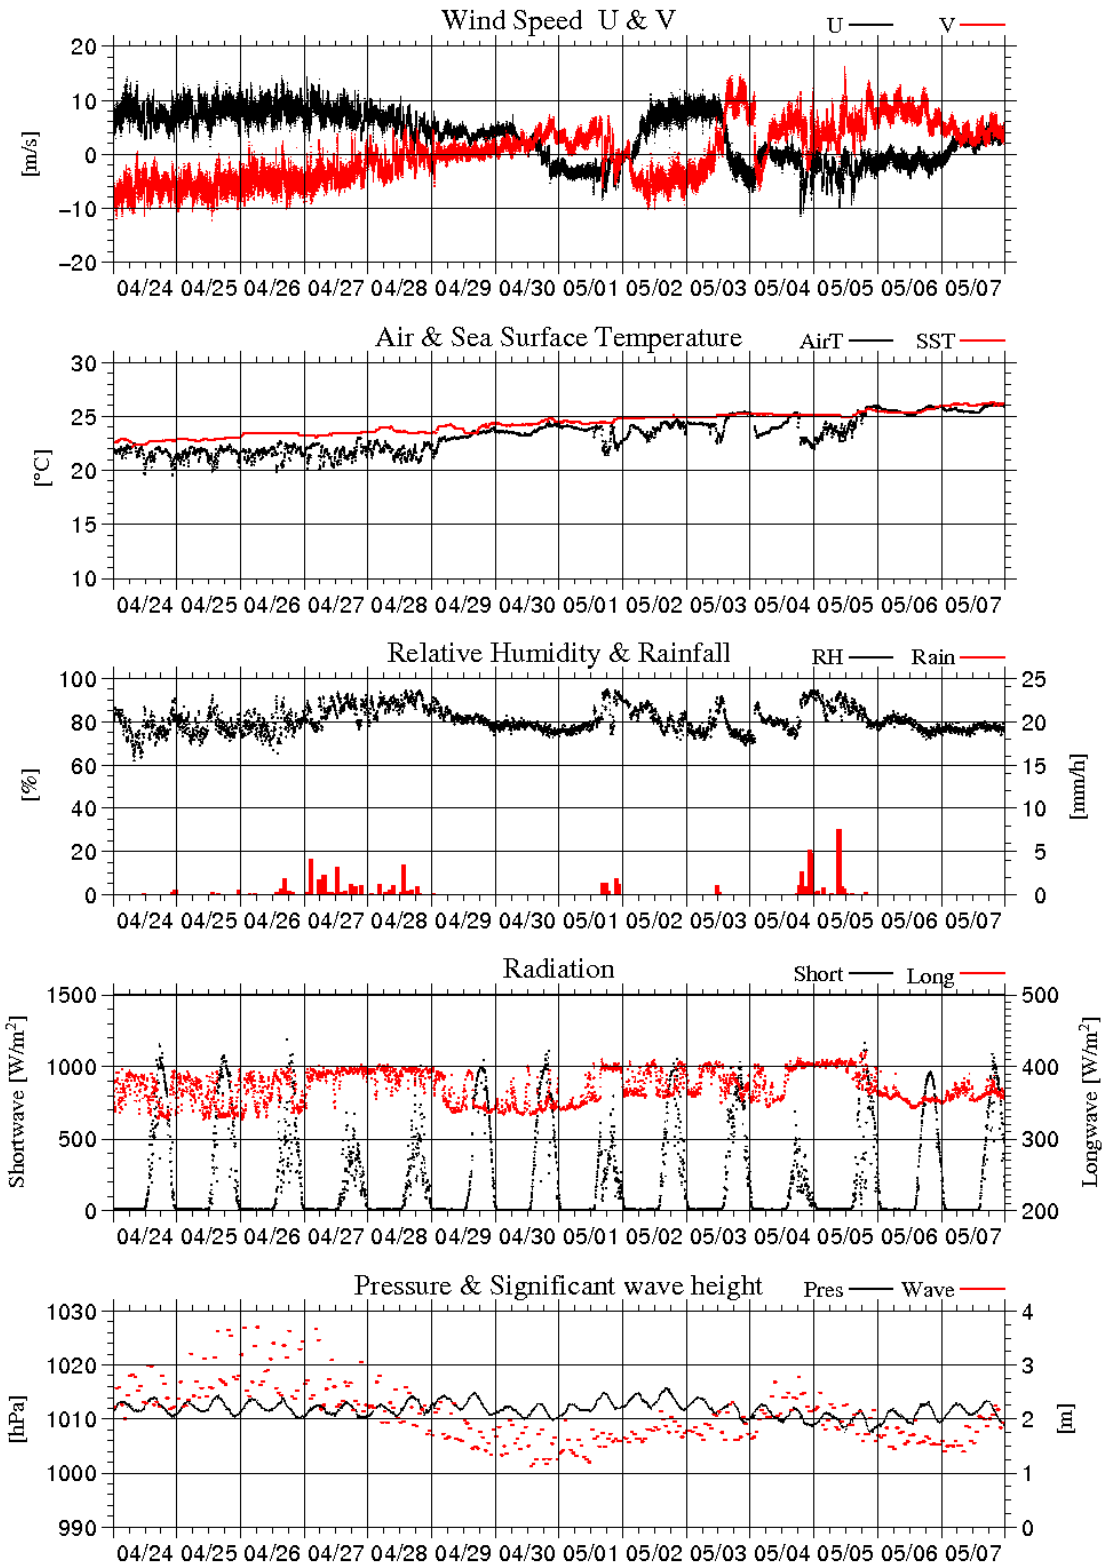 Wind Speed U & V
U V
20
10
0
−10
−20
[m/s]
04/24 04/25 04/26 04/27 04/28 04/29 04/30 05/01 05/02 05/03 05/04 05/05 05/06 05/07
Air & Sea Surface Temperature
AirT SST
30
25
20
15
10
[°C]
04/24 04/25 04/26 04/27 04/28 04/29 04/30 05/01 05/02 05/03 05/04 05/05 05/06 05/07
Relative Humidity & Rainfall
RH Rain
100 25
80 20
60 15
40 10
20 5
0 0
[%]
[mm/h]
04/24 04/25 04/26 04/27 04/28 04/29 04/30 05/01 05/02 05/03 05/04 05/05 05/06 05/07
Radiation
Short Long
1500 500
1000 400
500 300
0 200
Shortwave [W/m²]
Longwave [W/m²]
04/24 04/25 04/26 04/27 04/28 04/29 04/30 05/01 05/02 05/03 05/04 05/05 05/06 05/07
Pressure & Significant wave height
Pres Wave
1030 4
1020 3
1010 2
1000 1
990 0
[hPa]
[m]
04/24 04/25 04/26 04/27 04/28 04/29 04/30 05/01 05/02 05/03 05/04 05/05 05/06 05/07